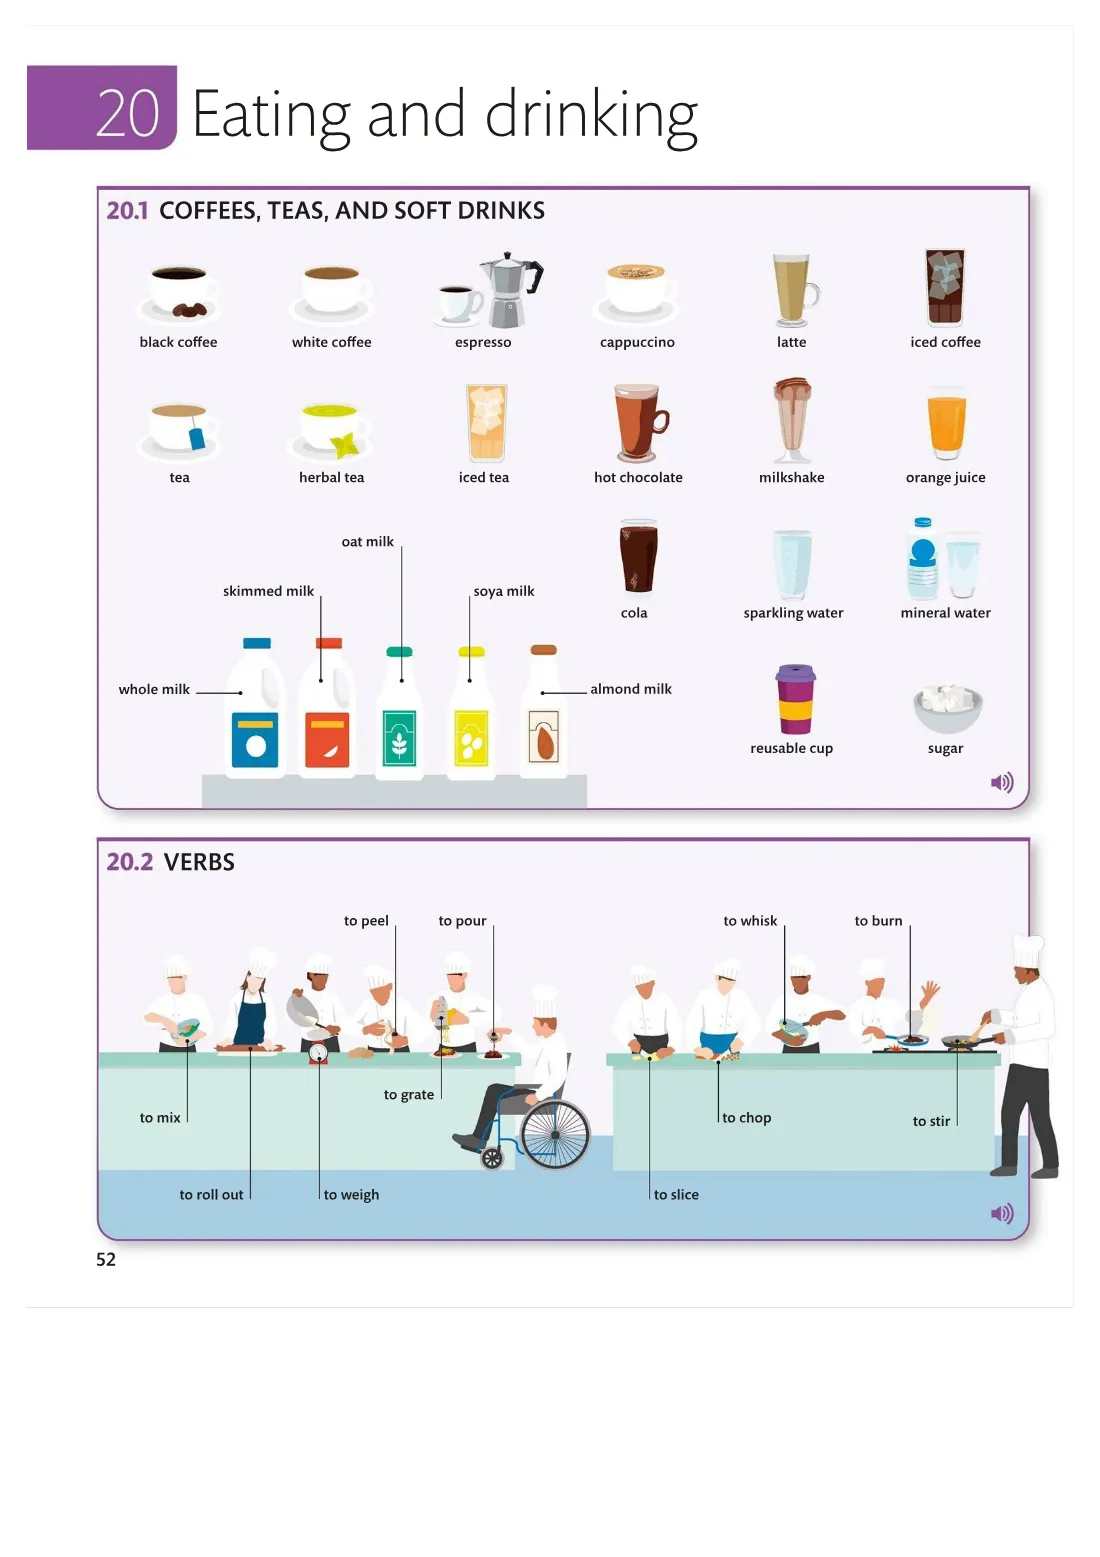 20 Eating and drinking
20.1 COFFEES, TEAS, AND SOFT DRINKS
black coffee
white coffee
espresso
cappuccino
latte
iced coffee
tea
herbal tea
iced tea
hot chocolate
milkshake
orange juice
oat milk
skimmed milk
soya milk
cola
sparkling water
mineral water
whole milk
almond milk
reusable cup
sugar
20.2 VERBS
to peel
to pour
to whisk
to burn
to grate
to mix
to chop
to stir
to roll out
to weigh
to slice
52